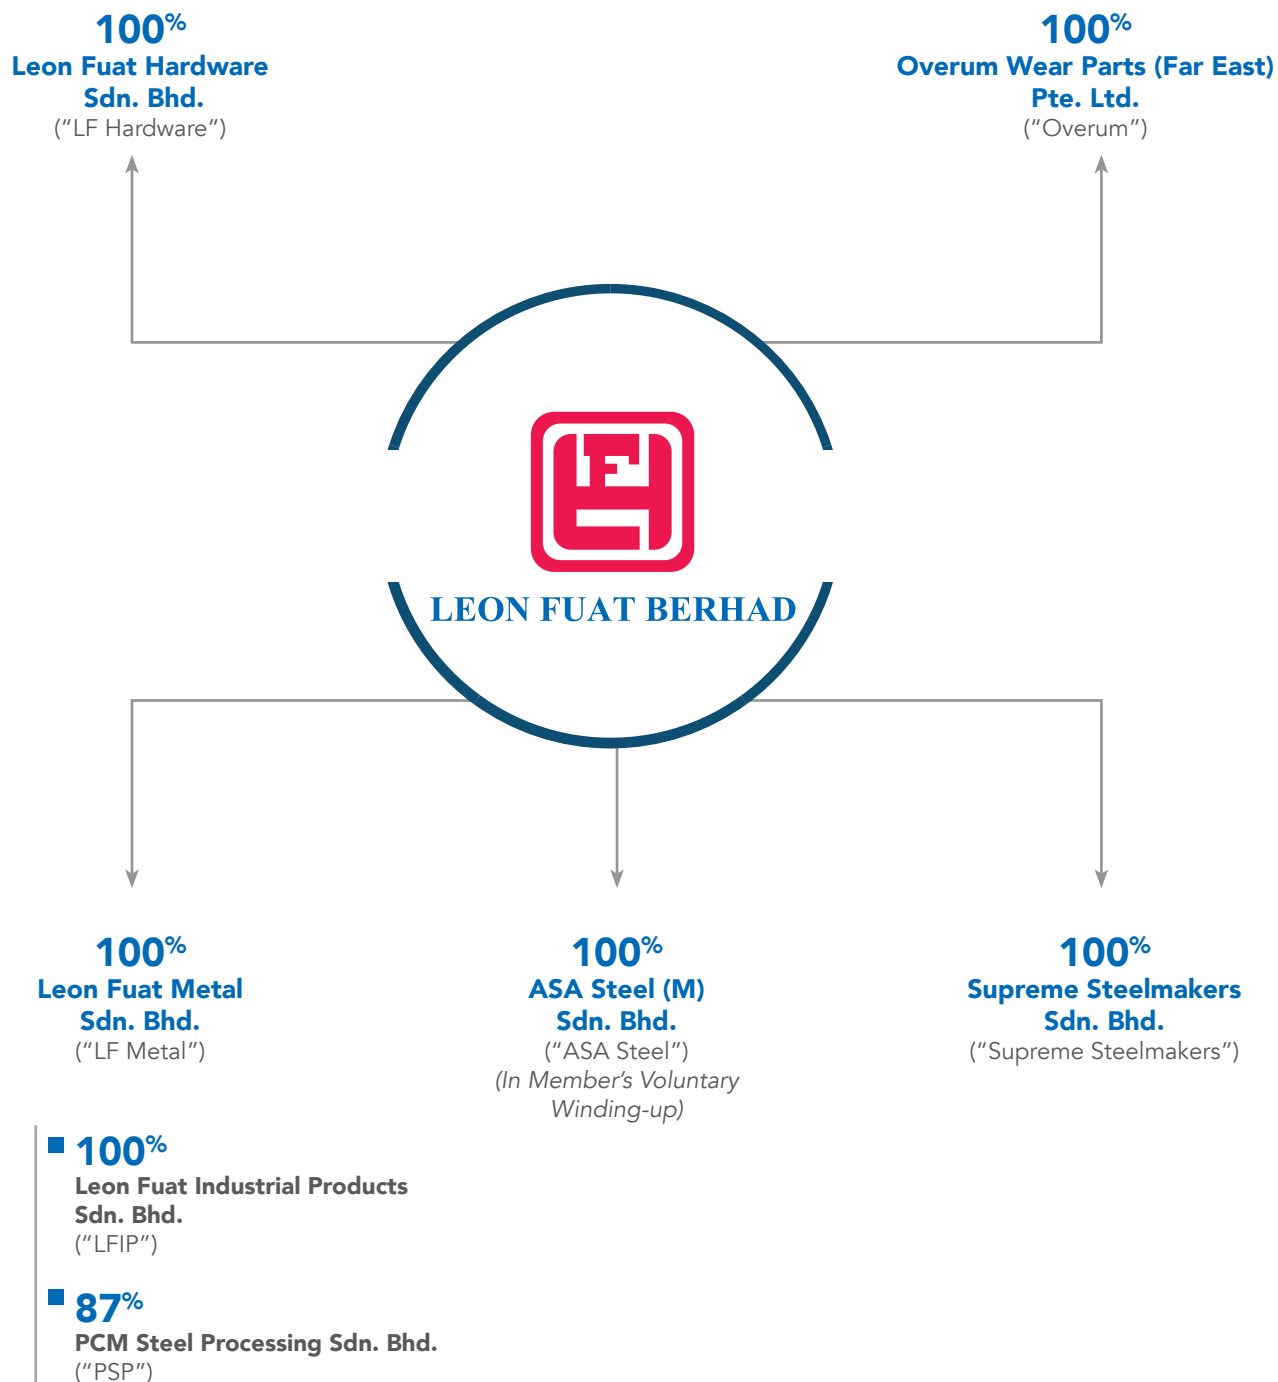 100%
Leon Fuat Hardware
Sdn. Bhd.
(“LF Hardware”)
100%
Overum Wear Parts (Far East)
Pte. Ltd.
(“Overum”)
LEON FUAT BERHAD
100%
Leon Fuat Metal
Sdn. Bhd.
(“LF Metal”)
100%
ASA Steel (M)
Sdn. Bhd.
(“ASA Steel”)
(In Member’s Voluntary
Winding-up)
100%
Supreme Steelmakers
Sdn. Bhd.
(“Supreme Steelmakers”)
100%
Leon Fuat Industrial Products
Sdn. Bhd.
(“LFIP”)
87%
PCM Steel Processing Sdn. Bhd.
(“PSP”)